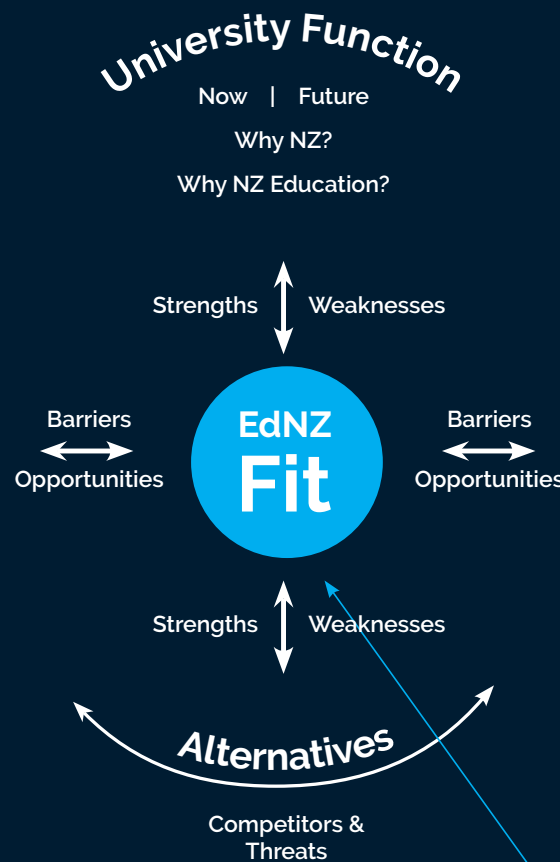 University Function
Now | Future
Why NZ?
Why NZ Education?
Strengths Weaknesses
Barriers
Opportunities
EdNZ
Fit
Barriers
Opportunities
Strengths Weaknesses
Alternatives
Competitors &
Threats